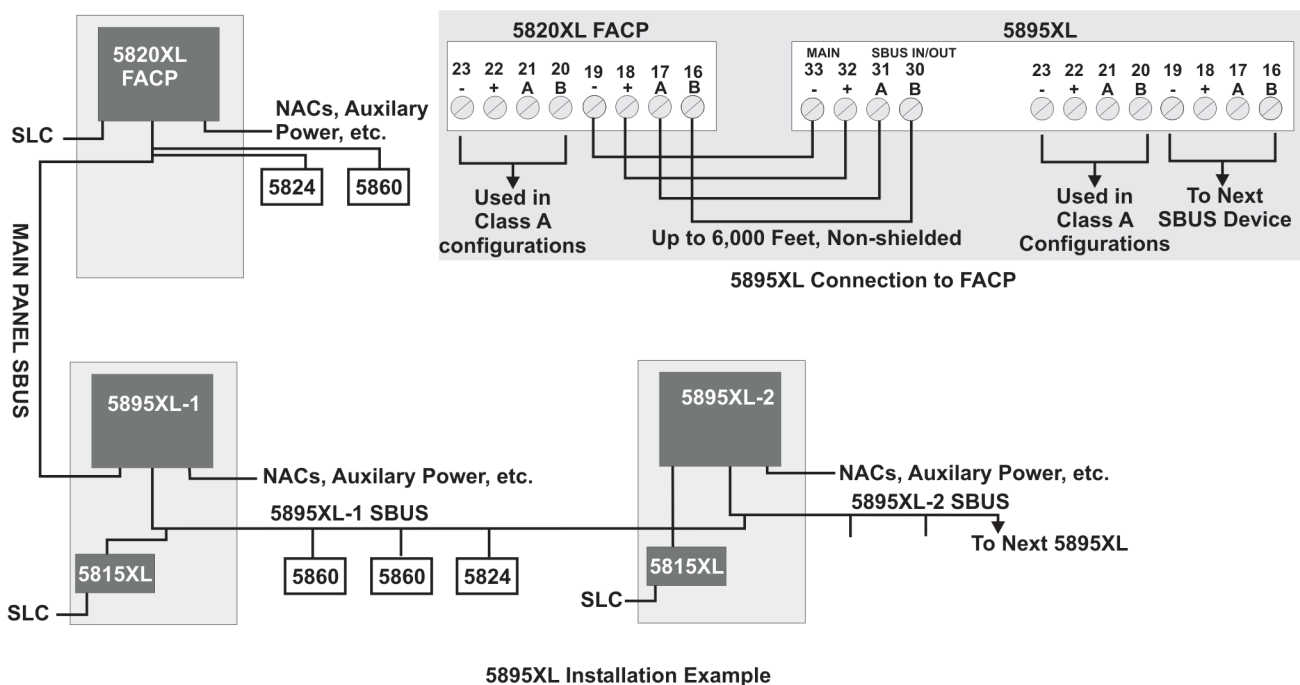 5820XL
FACP
SLC
NACs, Auxilary
Power, etc.
5824
5860
MAIN PANEL SBUS
5820XL FACP
23 22 21 20 19 18 17 16
- + A B - + A B
Used in
Class A
configurations
5895XL
MAIN SBUS IN/OUT
33 32 31 30
- + A B
23 22 21 20 19 18 17 16
- + A B - + A B
Used in
Class A
Configurations
To Next
SBUS Device
Up to 6,000 Feet, Non-shielded
5895XL Connection to FACP
5895XL-1
NACs, Auxilary Power, etc.
5895XL-1 SBUS
5815XL
SLC
5860
5860
5824
5895XL-2
NACs, Auxilary Power, etc.
5895XL-2 SBUS
To Next 5895XL
5815XL
SLC
5895XL Installation Example